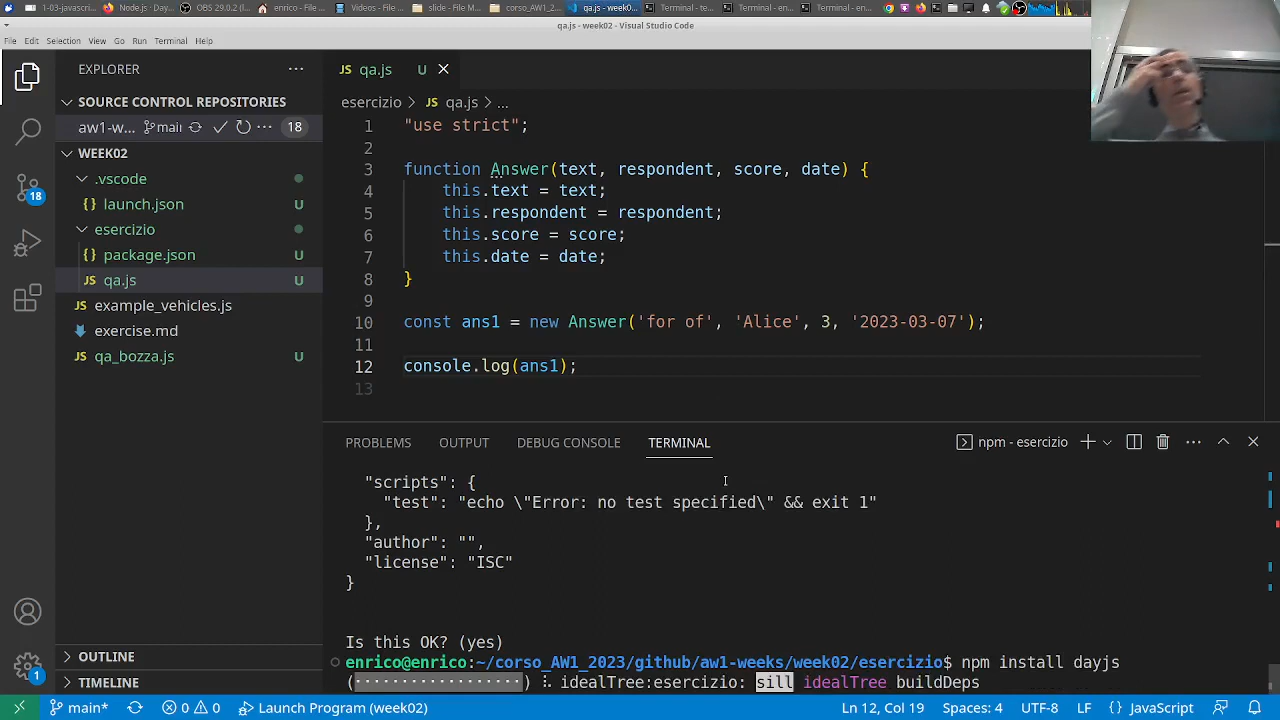 1-03-javascri...
Node.js: Day.js
OBS 29.0.2 (...
enrico - File ...
Videos - File ...
slide - File M...
corso_AW1_2...
qa.js - week0...
Terminal - te...
Terminal - en...
Terminal - en...
qa.js - week02 - Visual Studio Code
File Edit Selection View Go Run Terminal Help
EXPLORER
qa.js U
SOURCE CONTROL REPOSITORIES
aw1-w... main 18
WEEK02
.vscode
launch.json U
esercizio
package.json U
qa.js U
example_vehicles.js
exercise.md
qa_bozza.js U
OUTLINE
TIMELINE
18
1
esercizio > JS qa.js > ...
1 "use strict";
2
3 function Answer(text, respondent, score, date) {
4 this.text = text;
5 this.respondent = respondent;
6 this.score = score;
7 this.date = date;
8 }
9
10 const ans1 = new Answer('for of', 'Alice', 3, '2023-03-07');
11
12 console.log(ans1);
13
PROBLEMS OUTPUT DEBUG CONSOLE TERMINAL npm - esercizio
"scripts": {
"test": "echo \"Error: no test specified\" && exit 1"
},
"author": "",
"license": "ISC"
}
Is this OK? (yes)
enrico@enrico:~/corso_AW1_2023/github/aw1-weeks/week02/esercizio$ npm install dayjs
(⠂⠂⠂⠂⠂⠂⠂⠂⠂⠂⠂⠂⠂⠂⠂⠂⠂⠂) ⠧ idealTree:esercizio: sill idealTree buildDeps
main* 0 0 Launch Program (week02) Ln 12, Col 19 Spaces: 4 UTF-8 LF JavaScript